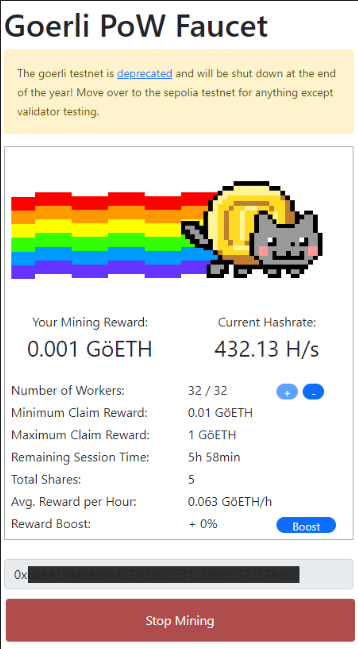 Goerli PoW Faucet
The goerli testnet is deprecated and will be shut down at the end
of the year! Move over to the sepolia testnet for anything except
validator testing.
Your Mining Reward: Current Hashrate:
0.001 GöETH 432.13 H/s
Number of Workers: 32 / 32 + -
Minimum Claim Reward: 0.01 GöETH
Maximum Claim Reward: 1 GöETH
Remaining Session Time: 5h 58min
Total Shares: 5
Avg. Reward per Hour: 0.063 GöETH/h
Reward Boost: + 0% Boost
0x
Stop Mining